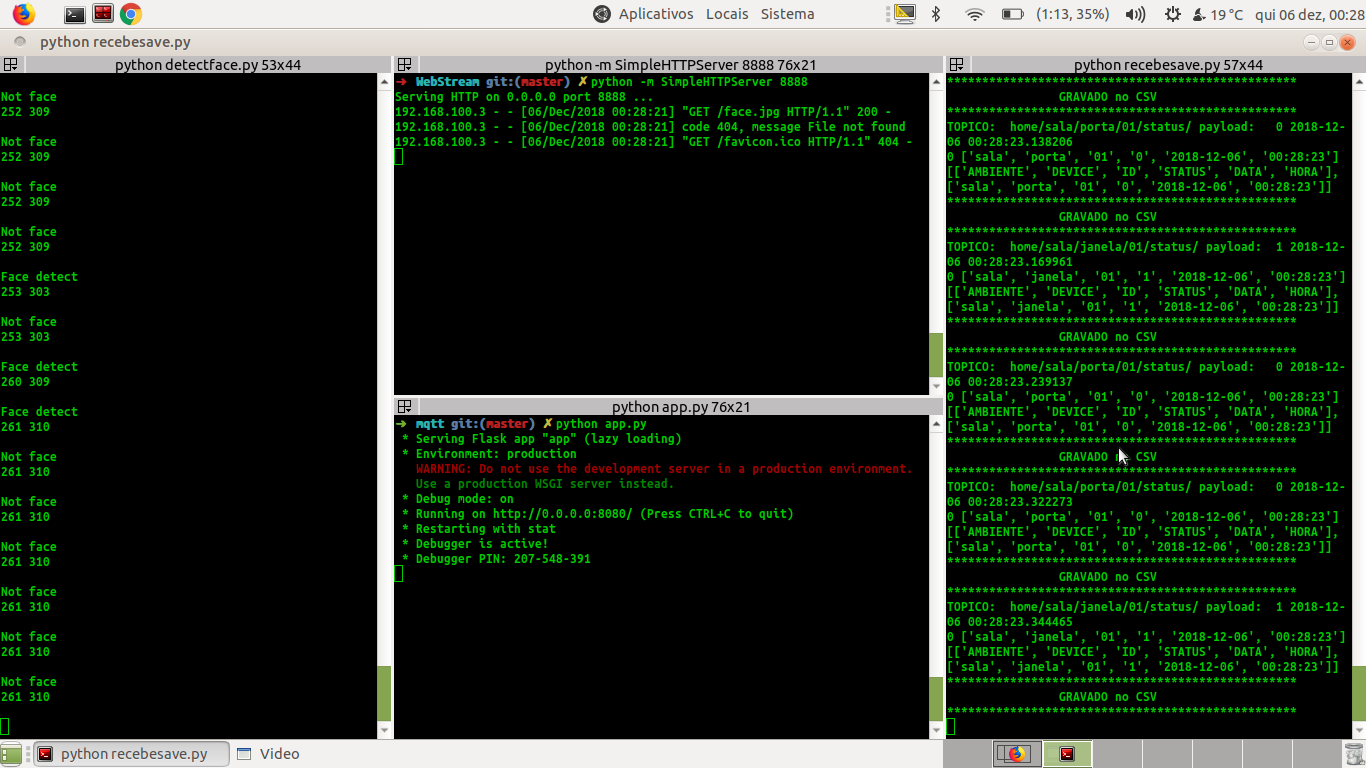 Aplicativos Locais Sistema (1:13, 35%) 19 °C qui 06 dez, 00:28
python recebesave.py
python detectface.py 53x44
Not face
252 309
Not face
252 309
Not face
252 309
Not face
252 309
Face detect
253 303
Not face
253 303
Face detect
260 309
Face detect
261 310
Not face
261 310
Not face
261 310
Not face
261 310
Not face
261 310
Not face
261 310
Not face
261 310
python -m SimpleHTTPServer 8888 76x21
➜ WebStream git:(master) ✗ python -m SimpleHTTPServer 8888
Serving HTTP on 0.0.0.0 port 8888 ...
192.168.100.3 - - [06/Dec/2018 00:28:21] "GET /face.jpg HTTP/1.1" 200 -
192.168.100.3 - - [06/Dec/2018 00:28:21] code 404, message File not found
192.168.100.3 - - [06/Dec/2018 00:28:21] "GET /favicon.ico HTTP/1.1" 404 -
python app.py 76x21
➜ mqtt git:(master) ✗ python app.py
* Serving Flask app "app" (lazy loading)
* Environment: production
WARNING: Do not use the development server in a production environment.
Use a production WSGI server instead.
* Debug mode: on
* Running on http://0.0.0.0:8080/ (Press CTRL+C to quit)
* Restarting with stat
* Debugger is active!
* Debugger PIN: 207-548-391
python recebesave.py 57x44
**************************************************
GRAVADO no CSV
**************************************************
TOPICO:  home/sala/porta/01/status/ payload:   0 2018-12-
06 00:28:23.138206
0 ['sala', 'porta', '01', '0', '2018-12-06', '00:28:23']
[['AMBIENTE', 'DEVICE', 'ID', 'STATUS', 'DATA', 'HORA'],
['sala', 'porta', '01', '0', '2018-12-06', '00:28:23']]
**************************************************
GRAVADO no CSV
**************************************************
TOPICO:  home/sala/janela/01/status/ payload:  1 2018-12-
06 00:28:23.169961
0 ['sala', 'janela', '01', '1', '2018-12-06', '00:28:23']
[['AMBIENTE', 'DEVICE', 'ID', 'STATUS', 'DATA', 'HORA'],
['sala', 'janela', '01', '1', '2018-12-06', '00:28:23']]
**************************************************
GRAVADO no CSV
**************************************************
TOPICO:  home/sala/porta/01/status/ payload:   0 2018-12-
06 00:28:23.239137
0 ['sala', 'porta', '01', '0', '2018-12-06', '00:28:23']
[['AMBIENTE', 'DEVICE', 'ID', 'STATUS', 'DATA', 'HORA'],
['sala', 'porta', '01', '0', '2018-12-06', '00:28:23']]
**************************************************
GRAVADO no CSV
**************************************************
TOPICO:  home/sala/porta/01/status/ payload:   0 2018-12-
06 00:28:23.322273
0 ['sala', 'porta', '01', '0', '2018-12-06', '00:28:23']
[['AMBIENTE', 'DEVICE', 'ID', 'STATUS', 'DATA', 'HORA'],
['sala', 'porta', '01', '0', '2018-12-06', '00:28:23']]
**************************************************
GRAVADO no CSV
**************************************************
TOPICO:  home/sala/janela/01/status/ payload:  1 2018-12-
06 00:28:23.344465
0 ['sala', 'janela', '01', '1', '2018-12-06', '00:28:23']
[['AMBIENTE', 'DEVICE', 'ID', 'STATUS', 'DATA', 'HORA'],
['sala', 'janela', '01', '1', '2018-12-06', '00:28:23']]
**************************************************
GRAVADO no CSV
**************************************************
python recebesave.py Video